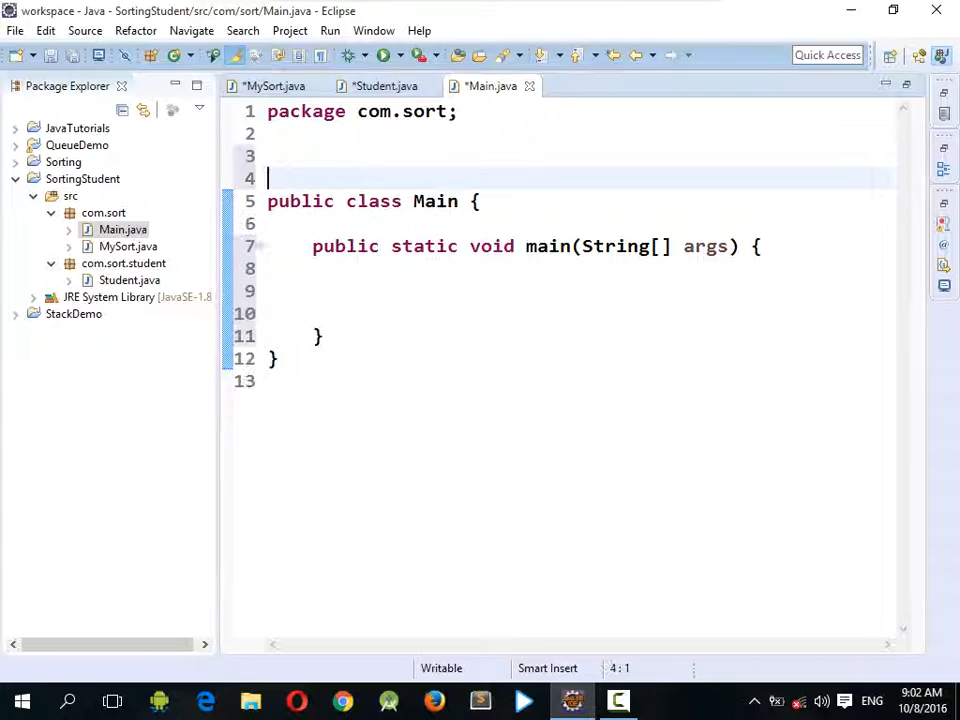 workspace - Java - SortingStudent/src/com/sort/Main.java - Eclipse
File Edit Source Refactor Navigate Search Project Run Window Help
Quick Access
Package Explorer
*MySort.java
*Student.java
*Main.java
JavaTutorials
QueueDemo
Sorting
SortingStudent
src
com.sort
Main.java
MySort.java
com.sort.student
Student.java
JRE System Library [JavaSE-1.8
StackDemo
1 package com.sort;
2
3
4
5 public class Main {
6
7 public static void main(String[] args) {
8
9
10
11 }
12 }
13
Writable
Smart Insert
4 : 1
ENG
9:02 AM
10/8/2016